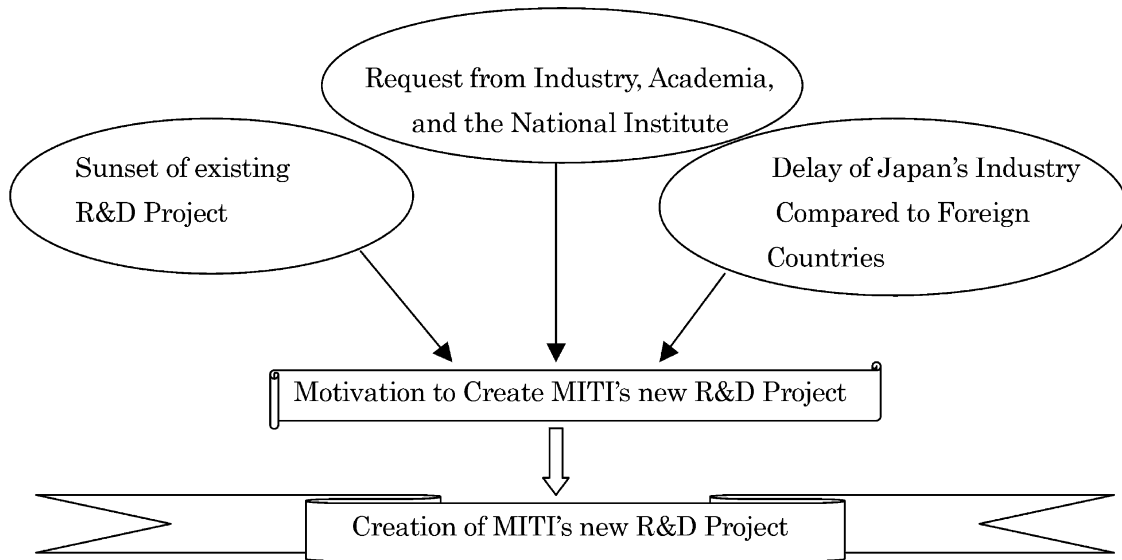 Request from Industry, Academia,
and the National Institute
Sunset of existing
R&D Project
Delay of Japan's Industry
Compared to Foreign
Countries
Motivation to Create MITI's new R&D Project
Creation of MITI's new R&D Project